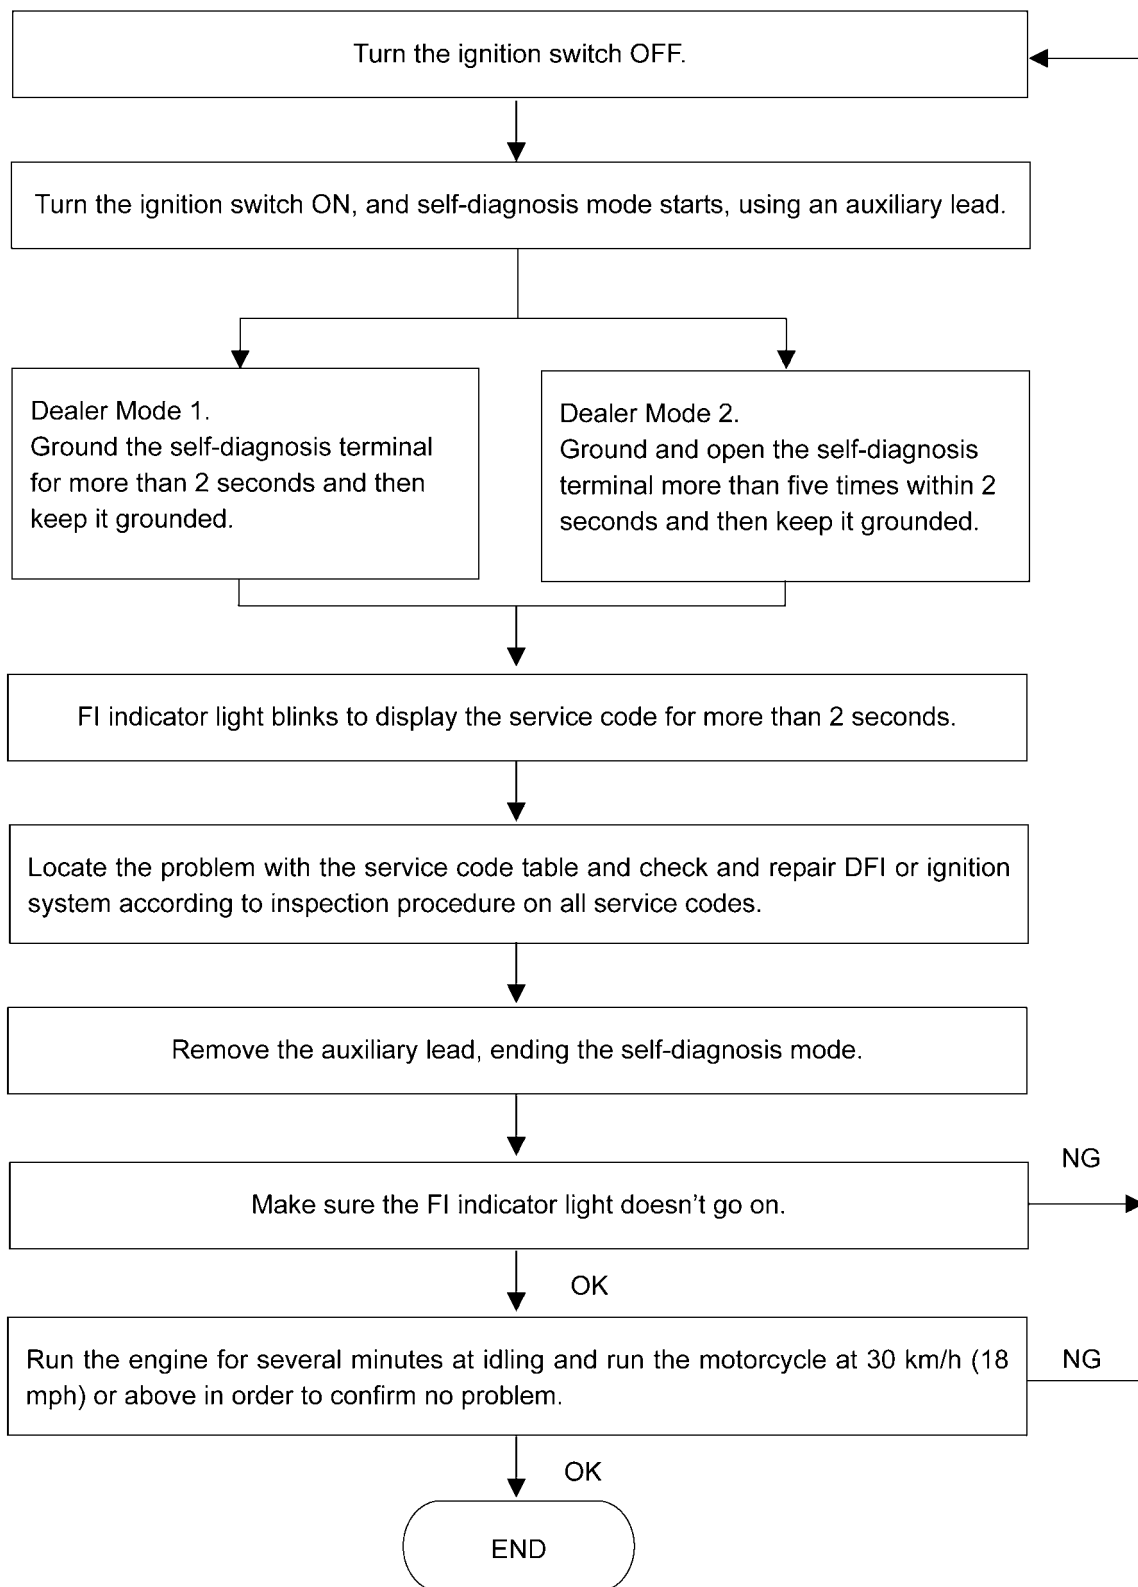 Turn the ignition switch OFF.
Turn the ignition switch ON, and self-diagnosis mode starts, using an auxiliary lead.
Dealer Mode 1.
Ground the self-diagnosis terminal
for more than 2 seconds and then
keep it grounded.
Dealer Mode 2.
Ground and open the self-diagnosis
terminal more than five times within 2
seconds and then keep it grounded.
FI indicator light blinks to display the service code for more than 2 seconds.
Locate the problem with the service code table and check and repair DFI or ignition
system according to inspection procedure on all service codes.
Remove the auxiliary lead, ending the self-diagnosis mode.
NG
Make sure the FI indicator light doesn’t go on.
OK
Run the engine for several minutes at idling and run the motorcycle at 30 km/h (18
mph) or above in order to confirm no problem.
NG
OK
END